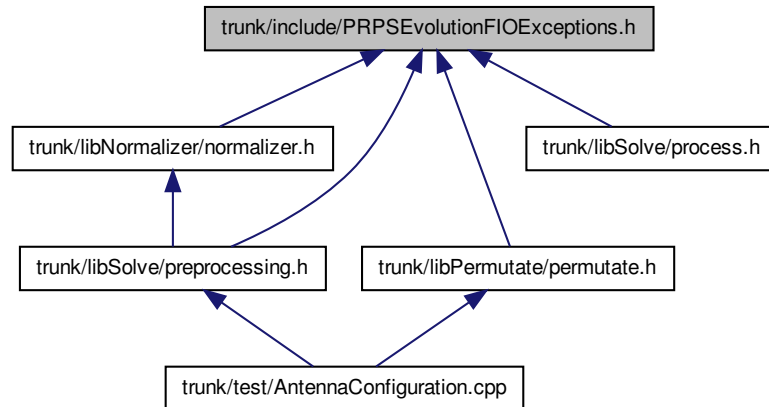 trunk/include/PRPSEvolutionFIOExceptions.h
trunk/libNormalizer/normalizer.h
trunk/libSolve/process.h
trunk/libSolve/preprocessing.h
trunk/libPermutate/permutate.h
trunk/test/AntennaConfiguration.cpp